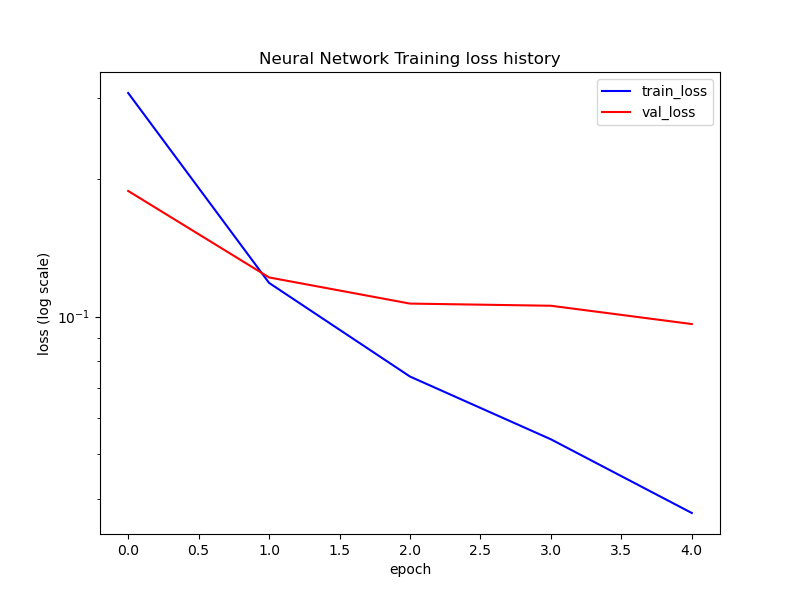 Neural Network Training loss history
train_loss
val_loss
loss (log scale)
10⁻¹
0.0 0.5 1.0 1.5 2.0 2.5 3.0 3.5 4.0
epoch